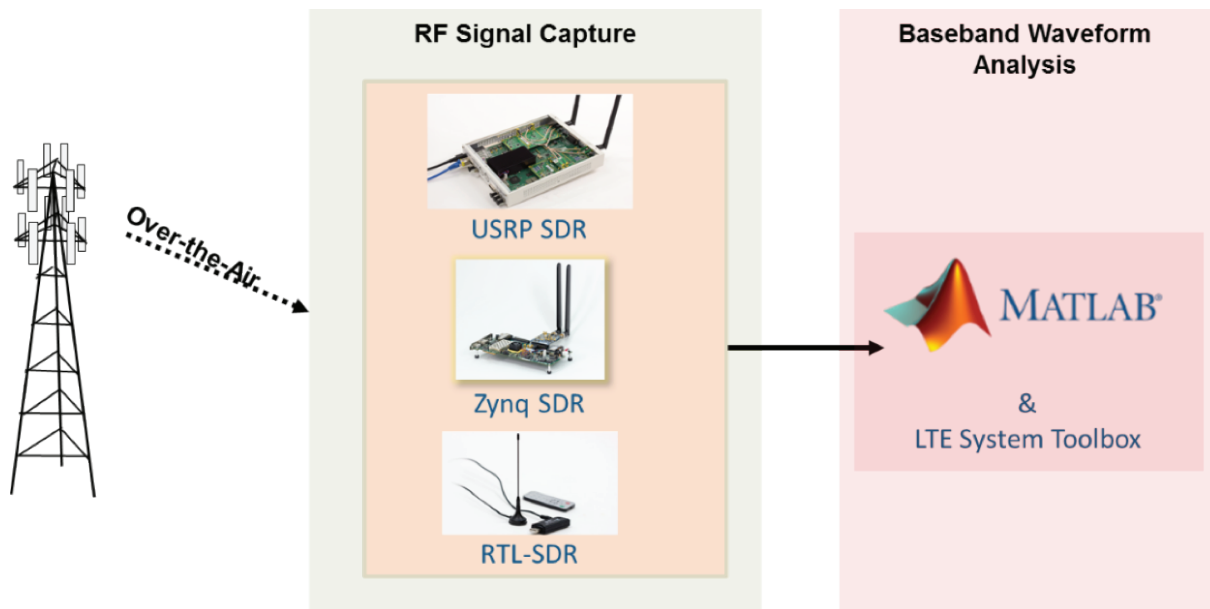 RF Signal Capture
Baseband Waveform
Analysis
Over-the-Air
USRP SDR
Zynq SDR
RTL-SDR
MATLAB®
&
LTE System Toolbox